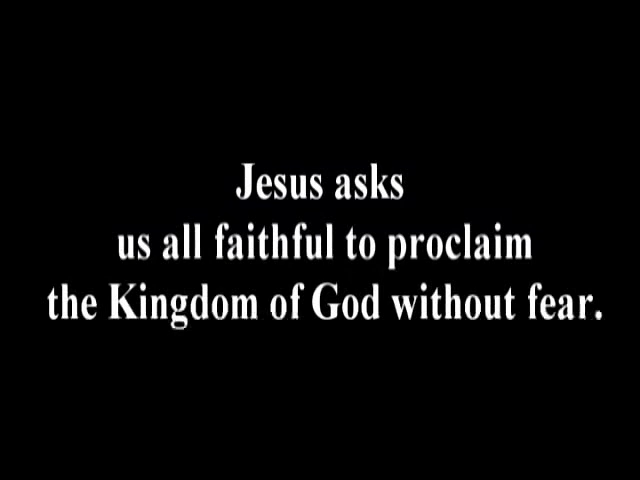 Jesus asks
us all faithful to proclaim
the Kingdom of God without fear.